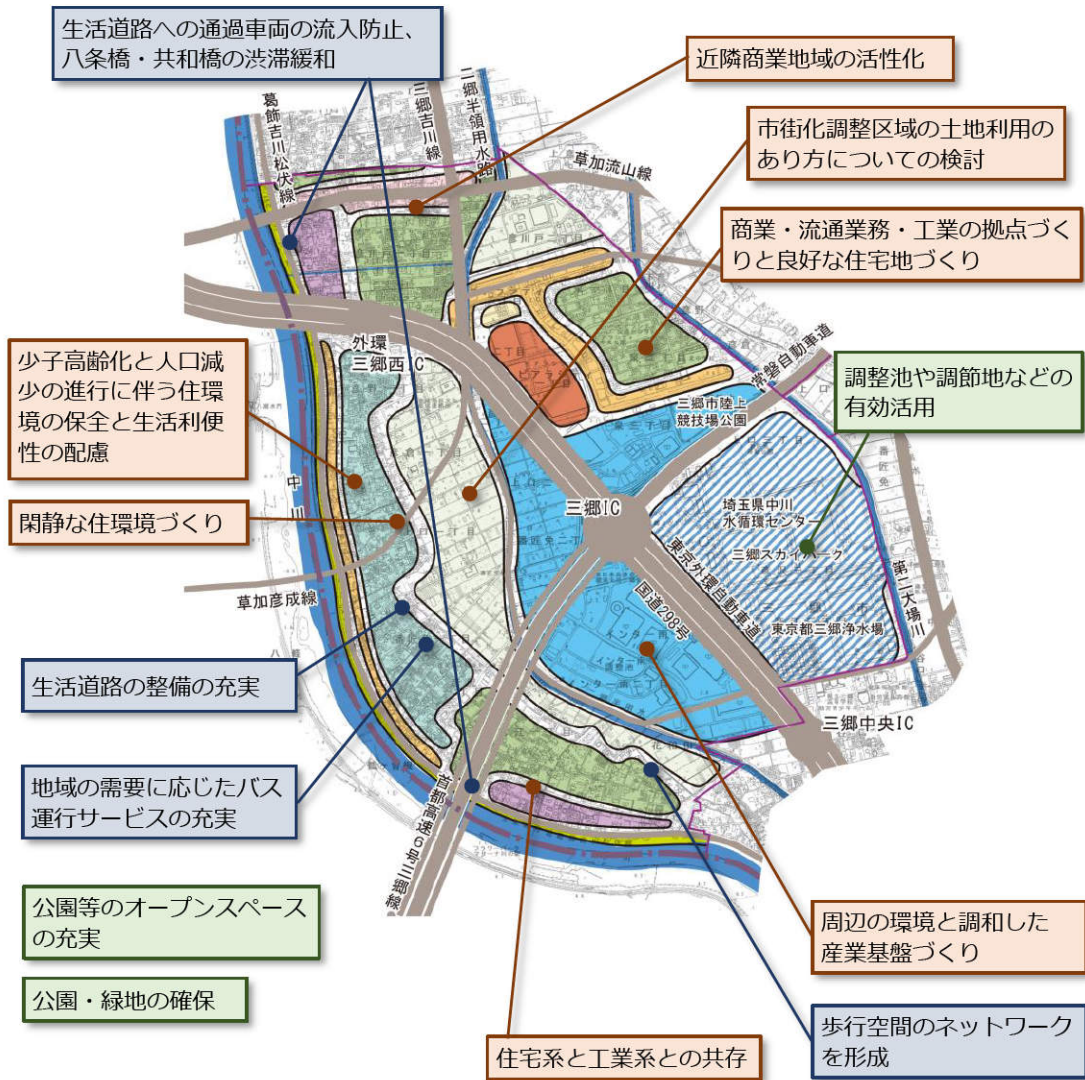 生活道路への通過車両の流入防止、
八条橋・共和橋の渋滞緩和
近隣商業地域の活性化
市街化調整区域の土地利用の
あり方についての検討
商業・流通業務・工業の拠点づく
りと良好な住宅地づくり
調整池や調節地などの
有効活用
少子高齢化と人口減
少の進行に伴う住環
境の保全と生活利便
性の配慮
閑静な住環境づくり
生活道路の整備の充実
地域の需要に応じたバス
運行サービスの充実
公園等のオープンスペース
の充実
公園・緑地の確保
住宅系と工業系との共存
周辺の環境と調和した
産業基盤づくり
歩行空間のネットワーク
を形成
葛飾吉川松伏線
三郷吉川線
二郷半領用水路
草加流山線
外環
三郷西IC
常磐自動車道
三郷市陸上
競技場公園
中川
三郷IC
埼玉県中川
水循環センター
三郷スカイパーク
東京外環自動車道
国道298号
第二大場川
東京都三郷浄水場
草加彦成線
三郷中央IC
首都高速6号三郷線